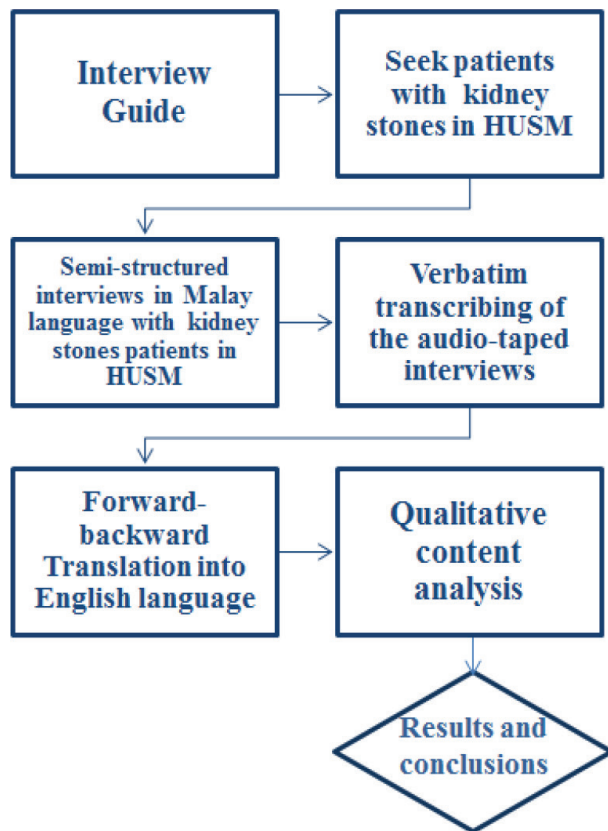 Interview
Guide
Seek patients
with kidney
stones in HUSM
Semi-structured
interviews in Malay
language with kidney
stones patients in
HUSM
Verbatim
transcribing of
the audio-taped
interviews
Forward-
backward
Translation into
English language
Qualitative
content
analysis
Results and
conclusions